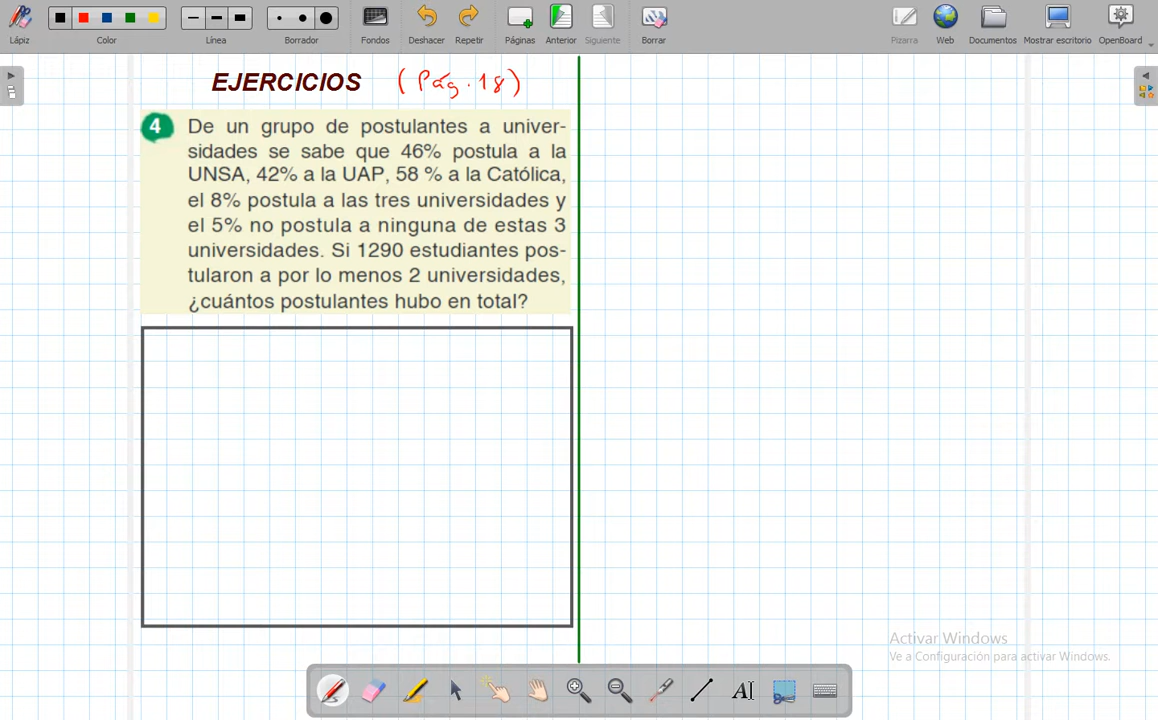 Lápiz
Color
Línea
Borrador
Fondos
Deshacer
Repetir
Páginas
Anterior
Siguiente
Borrar
Pizarra
Web
Documentos
Mostrar escritorio
OpenBoard
EJERCICIOS (Pág. 18)
4 De un grupo de postulantes a univer-
sidades se sabe que 46% postula a la
UNSA, 42% a la UAP, 58 % a la Católica,
el 8% postula a las tres universidades y
el 5% no postula a ninguna de estas 3
universidades. Si 1290 estudiantes pos-
tularon a por lo menos 2 universidades,
¿cuántos postulantes hubo en total?
Activar Windows
Ve a Configuración para activar Windows.
AI